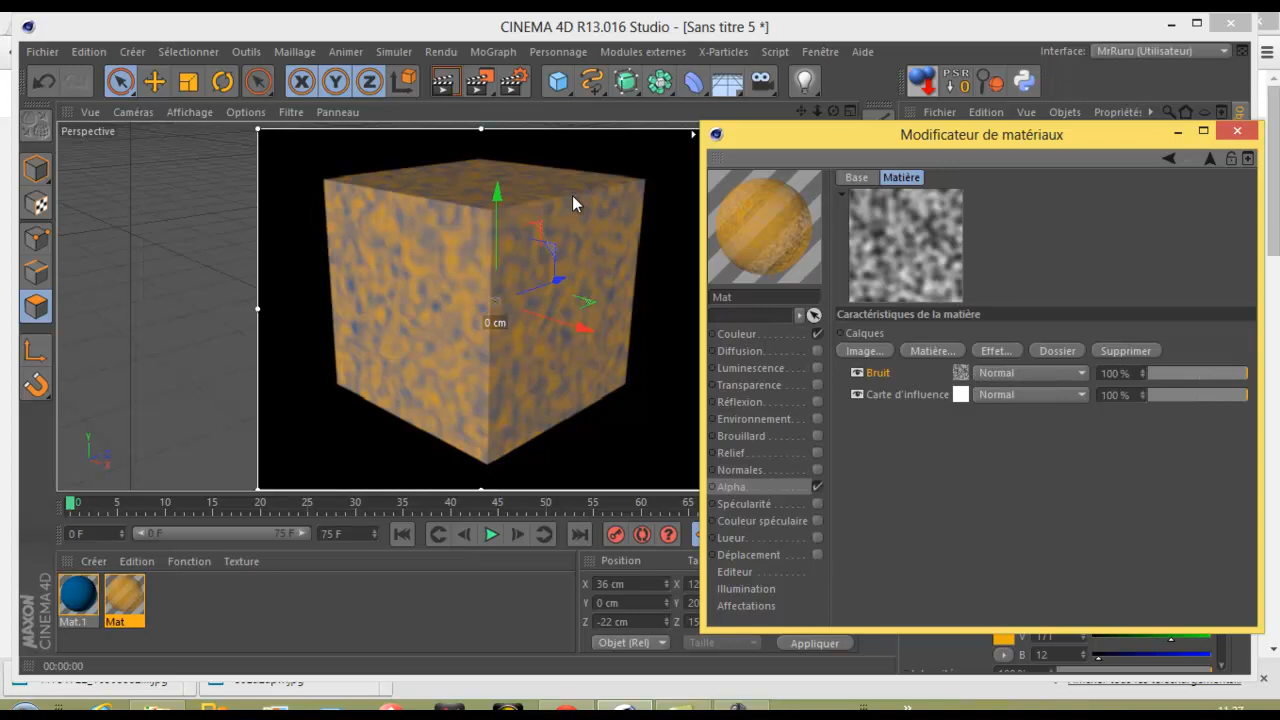 CINEMA 4D R13.016 Studio - [Sans titre 5 *]
Fichier Edition Créer Sélectionner Outils Maillage Animer Simuler Rendu MoGraph Personnage Modules externes X-Particles Script Fenêtre Aide Interface: MrRuru (Utilisateur)
X Y Z PSR 0
Vue Caméras Affichage Options Filtre Panneau Fichier Edition Vue Objets Propriétés
Perspective
Modificateur de matériaux
Base Matière
Mat
0 cm
Caractéristiques de la matière
Couleur
Calques
Diffusion
Image... Matière... Effet... Dossier Supprimer
Luminescence
Bruit Normal 100 %
Transparence
Carte d'influence Normal 100 %
Réflexion
Environnement
Brouillard
Relief
Normales
Alpha
Spécularité
Couleur spéculaire
Lueur
Déplacement
Editeur
Illumination
Affectations
Y
X
0 5 10 15 20 25 30 35 40 45 50 55 60 65
0 F 0 F 75 F 75 F
Créer Edition Fonction Texture
Position
X 36 cm X
Y 0 cm Y
Z -22 cm Z
Mat.1 Mat
Objet (Rel) Taille Appliquer
B 12
MAXON
CINEMA 4D
00:00:00